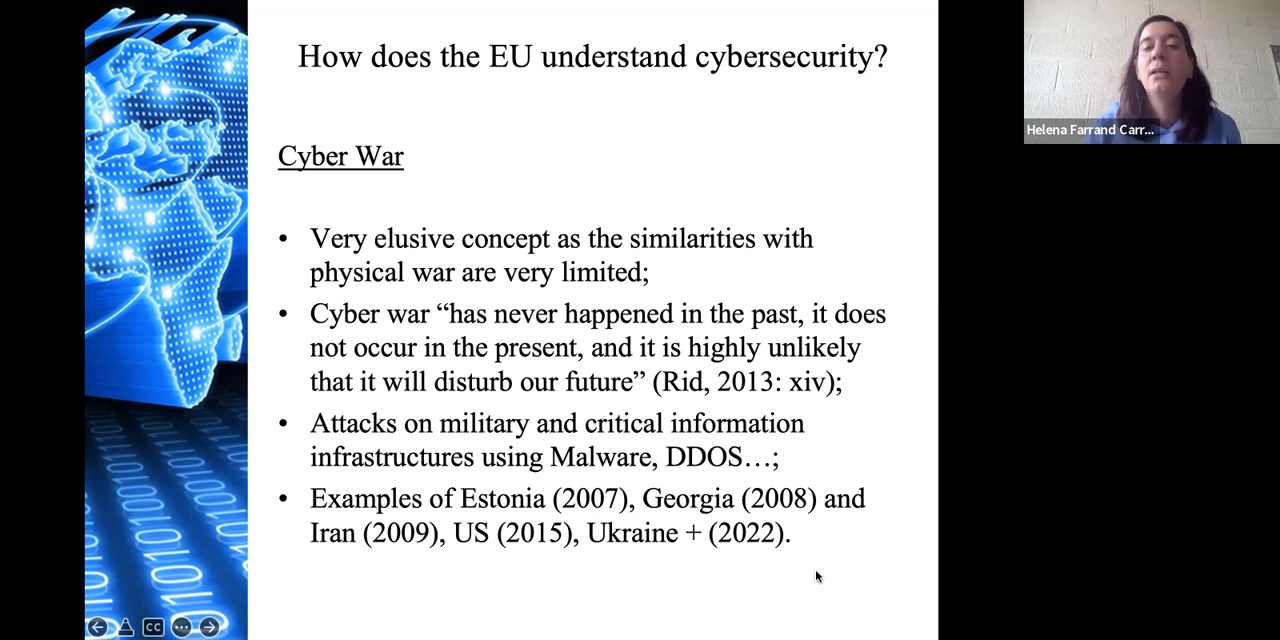 How does the EU understand cybersecurity?
Helena Farrand Carr...
Cyber War
• Very elusive concept as the similarities with
physical war are very limited;
• Cyber war “has never happened in the past, it does
not occur in the present, and it is highly unlikely
that it will disturb our future” (Rid, 2013: xiv);
• Attacks on military and critical information
infrastructures using Malware, DDOS…;
• Examples of Estonia (2007), Georgia (2008) and
Iran (2009), US (2015), Ukraine + (2022).
CC